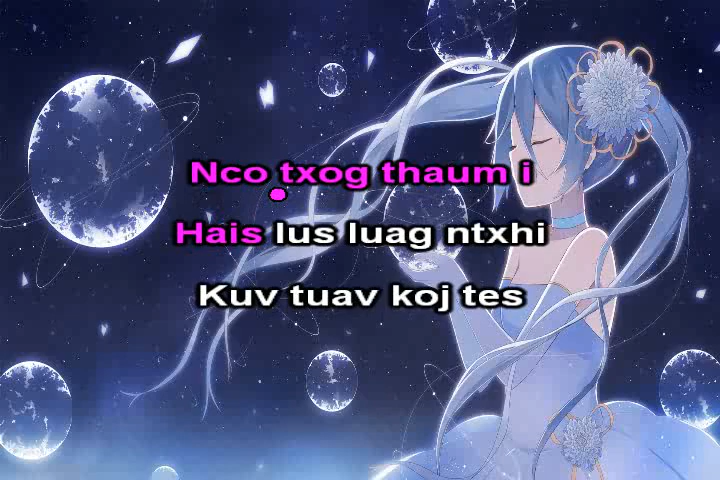 Nco txog thaum i
Hais lus luag ntxhi
Kuv tuav koj tes